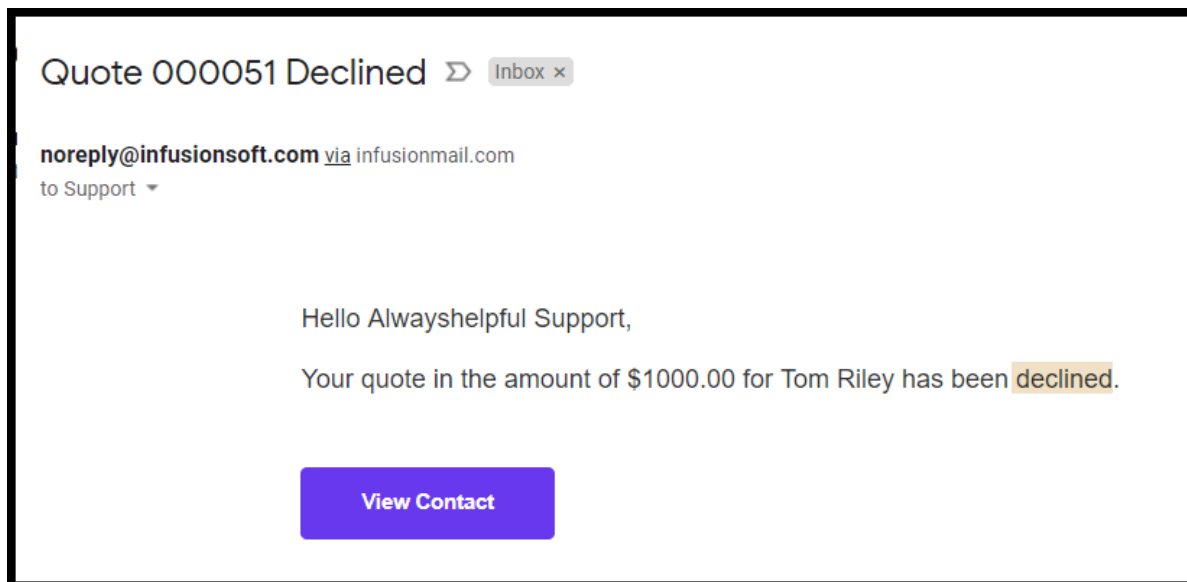 Quote 000051 Declined Inbox ×
noreply@infusionsoft.com via infusionmail.com
to Support
Hello Alwayshelpful Support,
Your quote in the amount of $1000.00 for Tom Riley has been declined.
View Contact